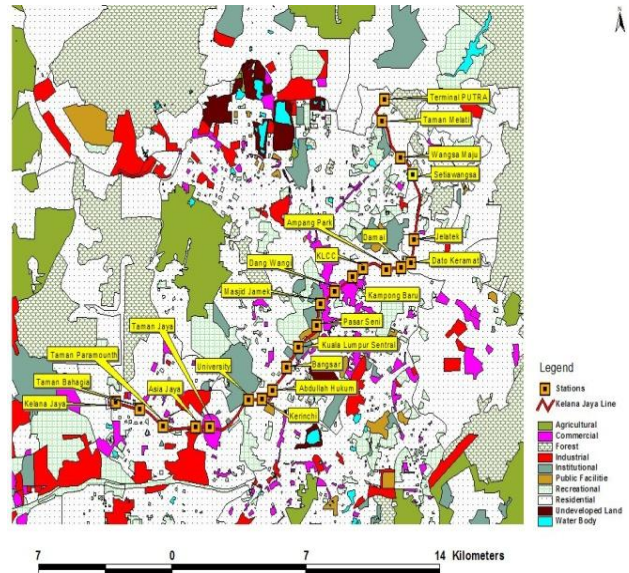 N
Terminal PUTRA
Taman Melati
Wangsa Maju
Setiawangsa
Ampang Park
Damai
Jelatek
KLCC
Dato Keramat
Dang Wangi
Masjid Jamek
Kampong Baru
Pasar Seni
Taman Jaya
Kuala Lumpur Sentral
Taman Paramounth
University
Bangsar
Taman Bahagia
Asia Jaya
Abdullah Hukum
Kelana Jaya
Kerinchi
Legend
Stations
Kelana Jaya Line
Agricultural
Commercial
Forest
Industrial
Institutional
Public Facilitie
Recreational
Residential
Undeveloped Land
Water Body
7 0 7 14 Kilometers